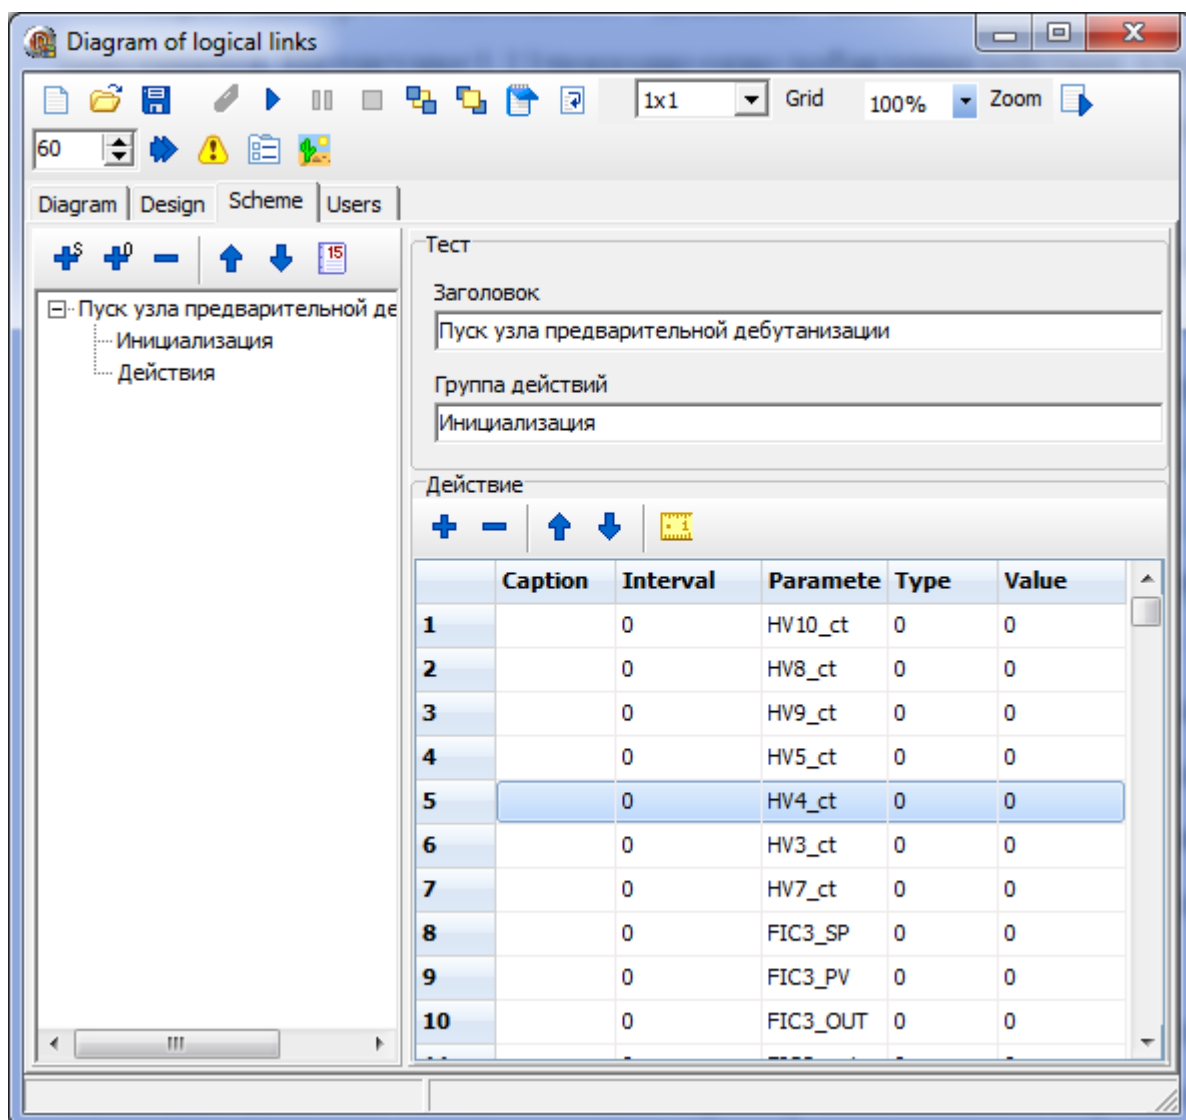 Diagram of logical links
1x1 Grid 100% Zoom
60
Diagram Design Scheme Users
S O 15
Пуск узла предварительной де
Инициализация
Действия
Тест
Заголовок
Пуск узла предварительной дебутанизации
Группа действий
Инициализация
Действие
1
Caption Interval Paramete Type Value
1 0 HV10_ct 0 0
2 0 HV8_ct 0 0
3 0 HV9_ct 0 0
4 0 HV5_ct 0 0
5 0 HV4_ct 0 0
6 0 HV3_ct 0 0
7 0 HV7_ct 0 0
8 0 FIC3_SP 0 0
9 0 FIC3_PV 0 0
10 0 FIC3_OUT 0 0